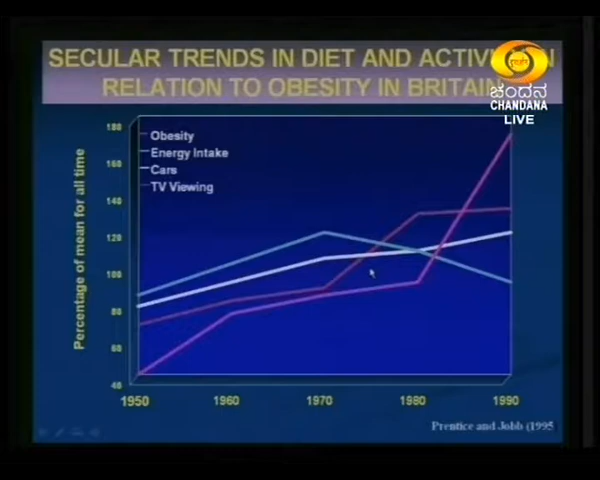 SECULAR TRENDS IN DIET AND ACTIVI N
RELATION TO OBESITY IN BRITAIN
ಚಂದನ
CHANDANA
LIVE
Obesity
Energy Intake
Cars
TV Viewing
Percentage of mean for all time
180
160
140
120
100
80
60
40
1950
1960
1970
1980
1990
Prentice and Jobb (1995